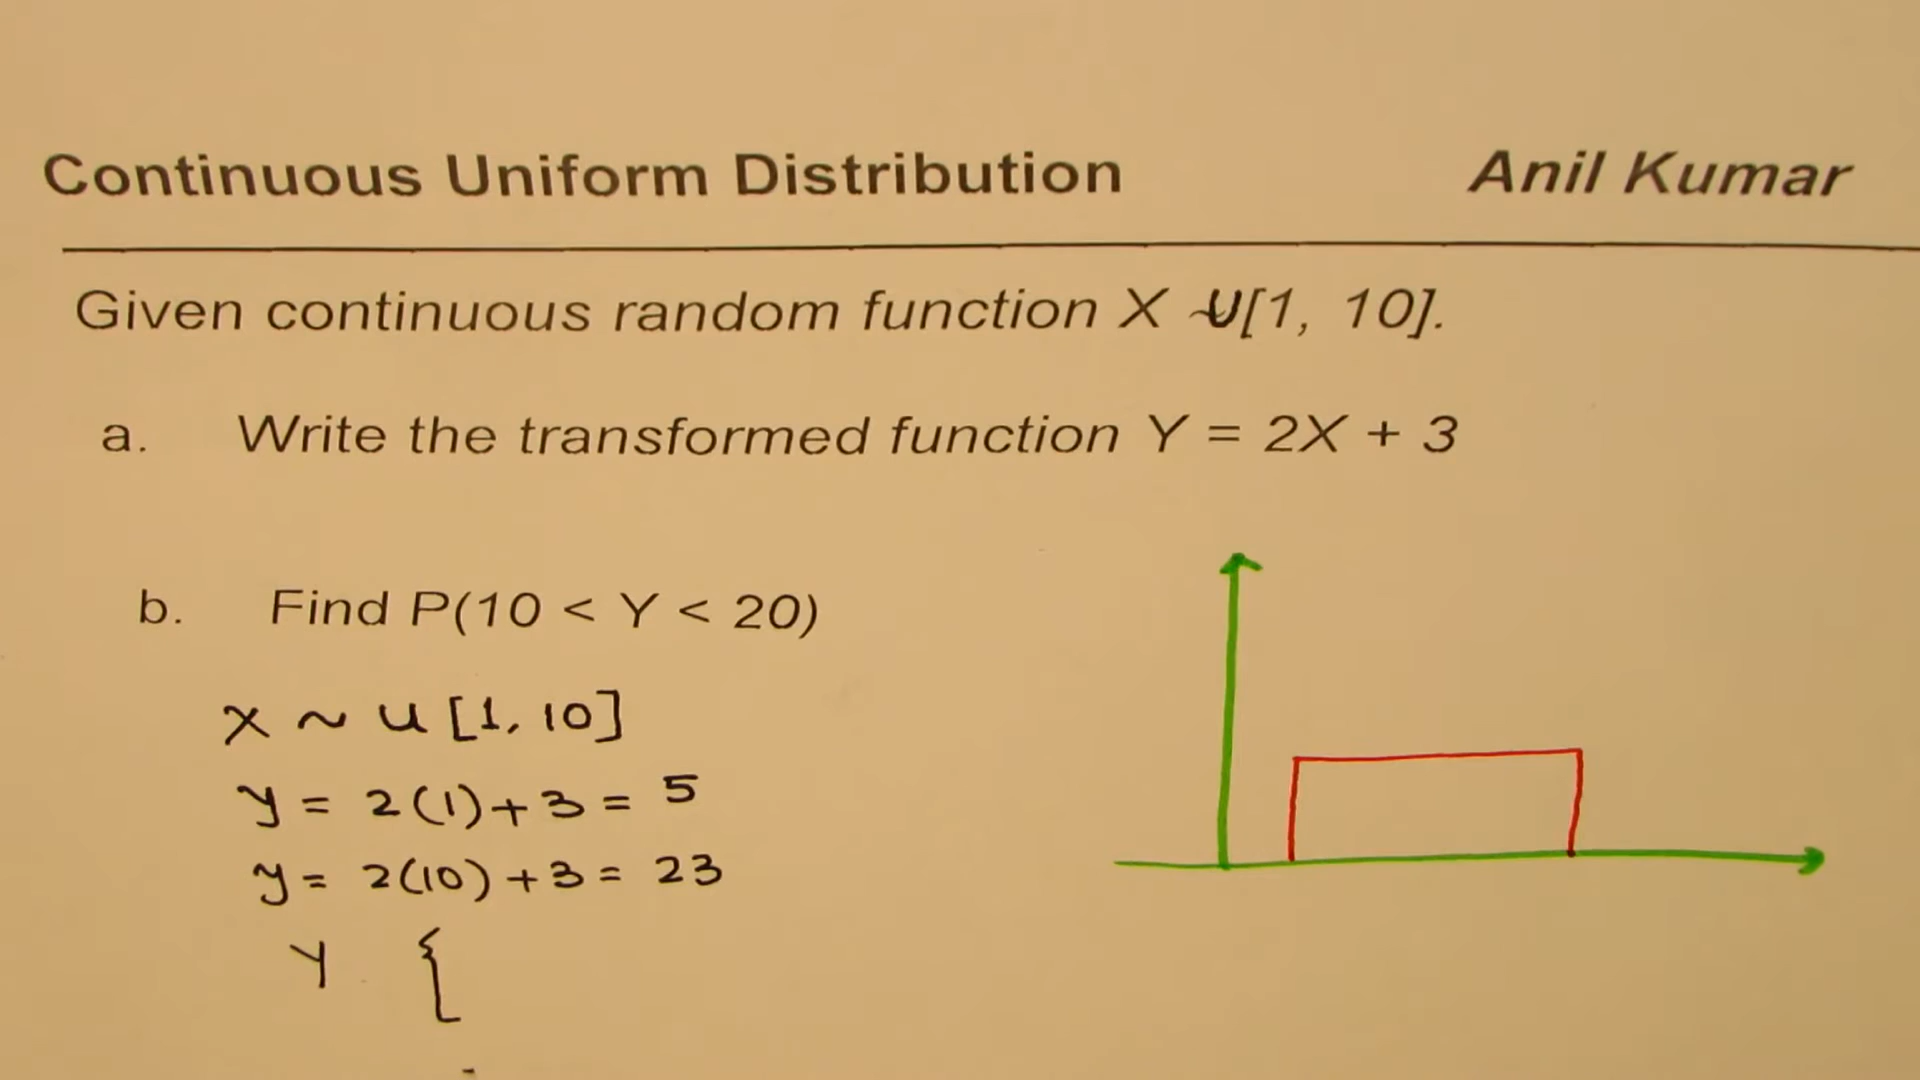 Continuous Uniform Distribution Anil Kumar
Given continuous random function X ~U[1, 10].
a. Write the transformed function Y = 2X + 3
b. Find P(10 < Y < 20)
X ~ U [1, 10]
y = 2(1)+3 = 5
y = 2(10)+3 = 23
Y {